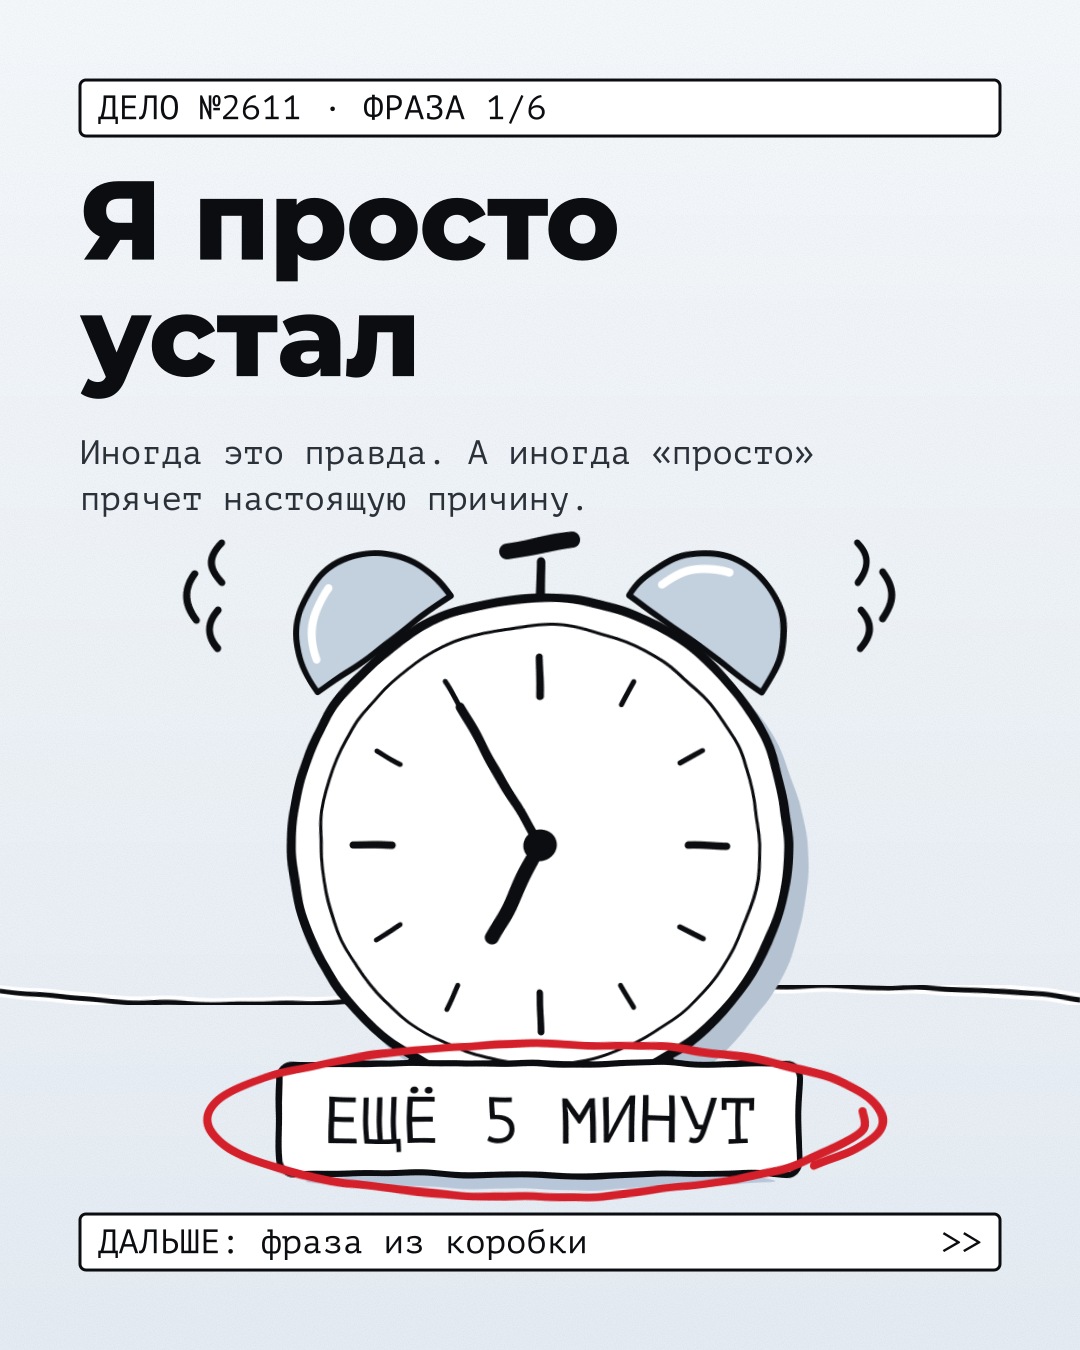 ДЕЛО №2611 · ФРАЗА 1/6
Я просто
устал
Иногда это правда. А иногда «просто»
прячет настоящую причину.
ЕЩЁ 5 МИНУТ
ДАЛЬШЕ: фраза из коробки >>